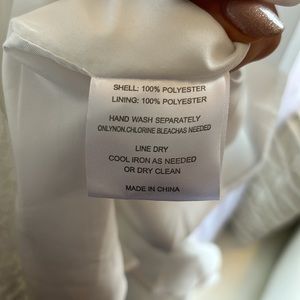 SHELL: 100% POLYESTER
LINING: 100% POLYESTER
HAND WASH SEPARATELY
ONLYNON.CHLORINE BLEACHAS NEEDED
LINE DRY
COOL IRON AS NEEDED
OR DRY CLEAN
MADE IN CHINA